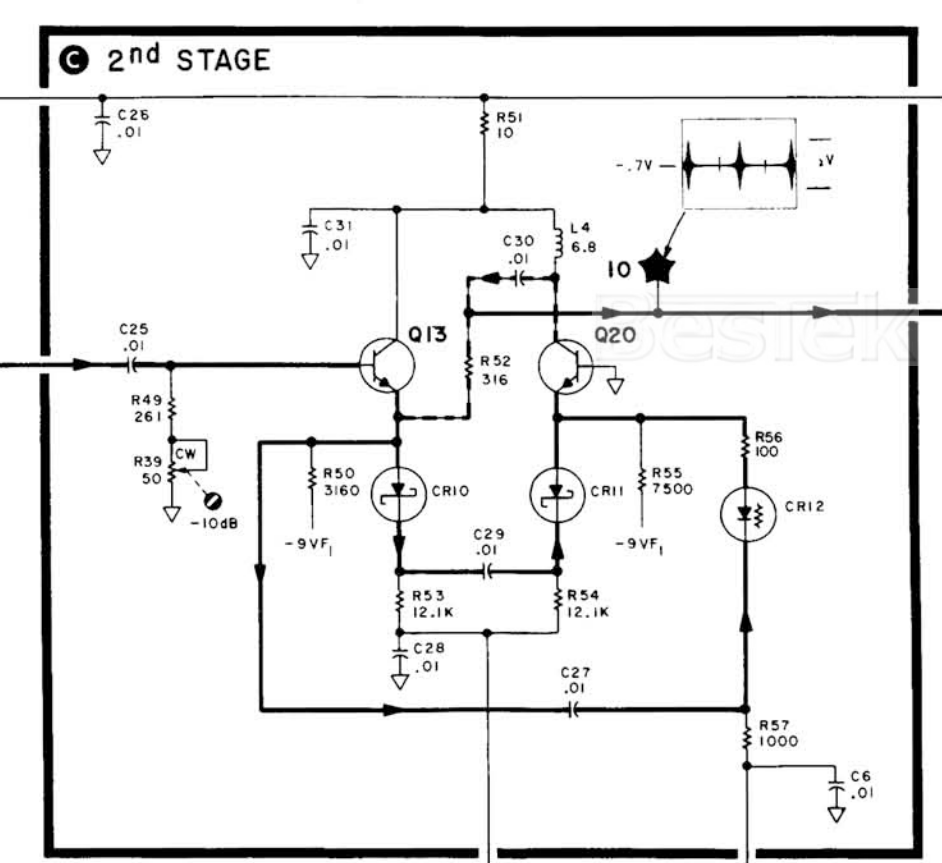 C 2nd STAGE
C26
.01
R51
10
-.7V
V
C31
.01
C30
.01
L4
6.8
10
BesTek
C25
.01
Q13
Q20
R52
316
R49
261
R39
50
CW
-10dB
R50
3160
CR10
CR11
R55
7500
R56
100
CR12
-9VF1
C29
.01
-9VF1
R53
12.1K
R54
12.1K
C28
.01
C27
.01
R57
1000
C6
.01